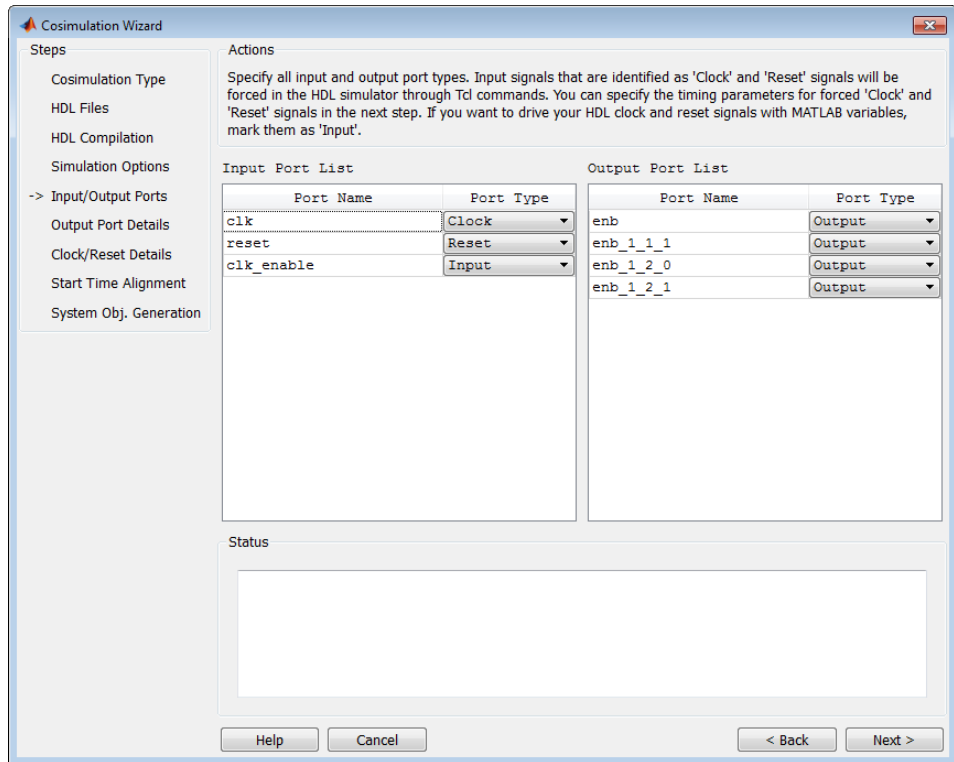 Cosimulation Wizard
Steps
Cosimulation Type
HDL Files
HDL Compilation
Simulation Options
-> Input/Output Ports
Output Port Details
Clock/Reset Details
Start Time Alignment
System Obj. Generation
Actions
Specify all input and output port types. Input signals that are identified as 'Clock' and 'Reset' signals will be
forced in the HDL simulator through Tcl commands. You can specify the timing parameters for forced 'Clock' and
'Reset' signals in the next step. If you want to drive your HDL clock and reset signals with MATLAB variables,
mark them as 'Input'.
Input Port List
Port Name Port Type
clk Clock
reset Reset
clk_enable Input
Output Port List
Port Name Port Type
enb Output
enb_1_1_1 Output
enb_1_2_0 Output
enb_1_2_1 Output
Status
Help Cancel < Back Next >